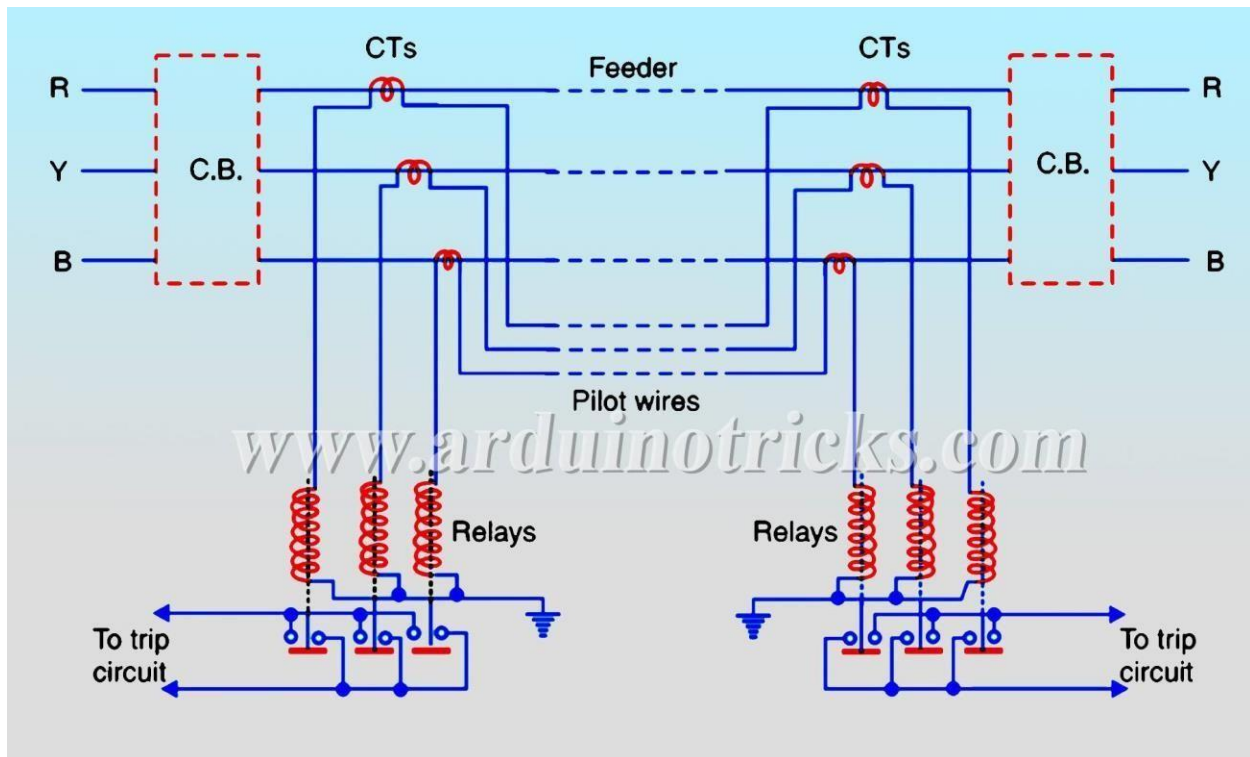 CTs
CTs
Feeder
R
R
C.B.
C.B.
Y
Y
B
B
Pilot wires
www.arduinotricks.com
Relays
Relays
To trip
circuit
To trip
circuit